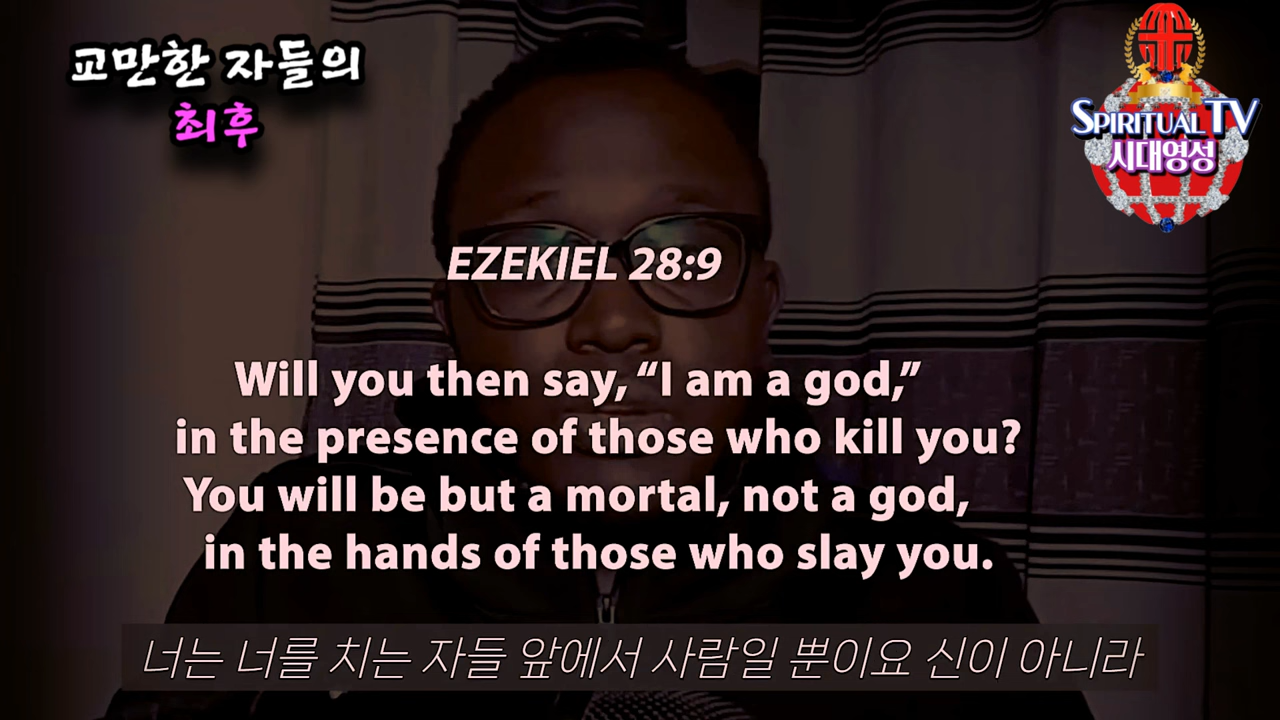 교만한 자들의
최후
SPIRITUAL TV
시대영성
EZEKIEL 28:9
Will you then say, “I am a god,”
in the presence of those who kill you?
You will be but a mortal, not a god,
in the hands of those who slay you.
너는 너를 치는 자들 앞에서 사람일 뿐이요 신이 아니라